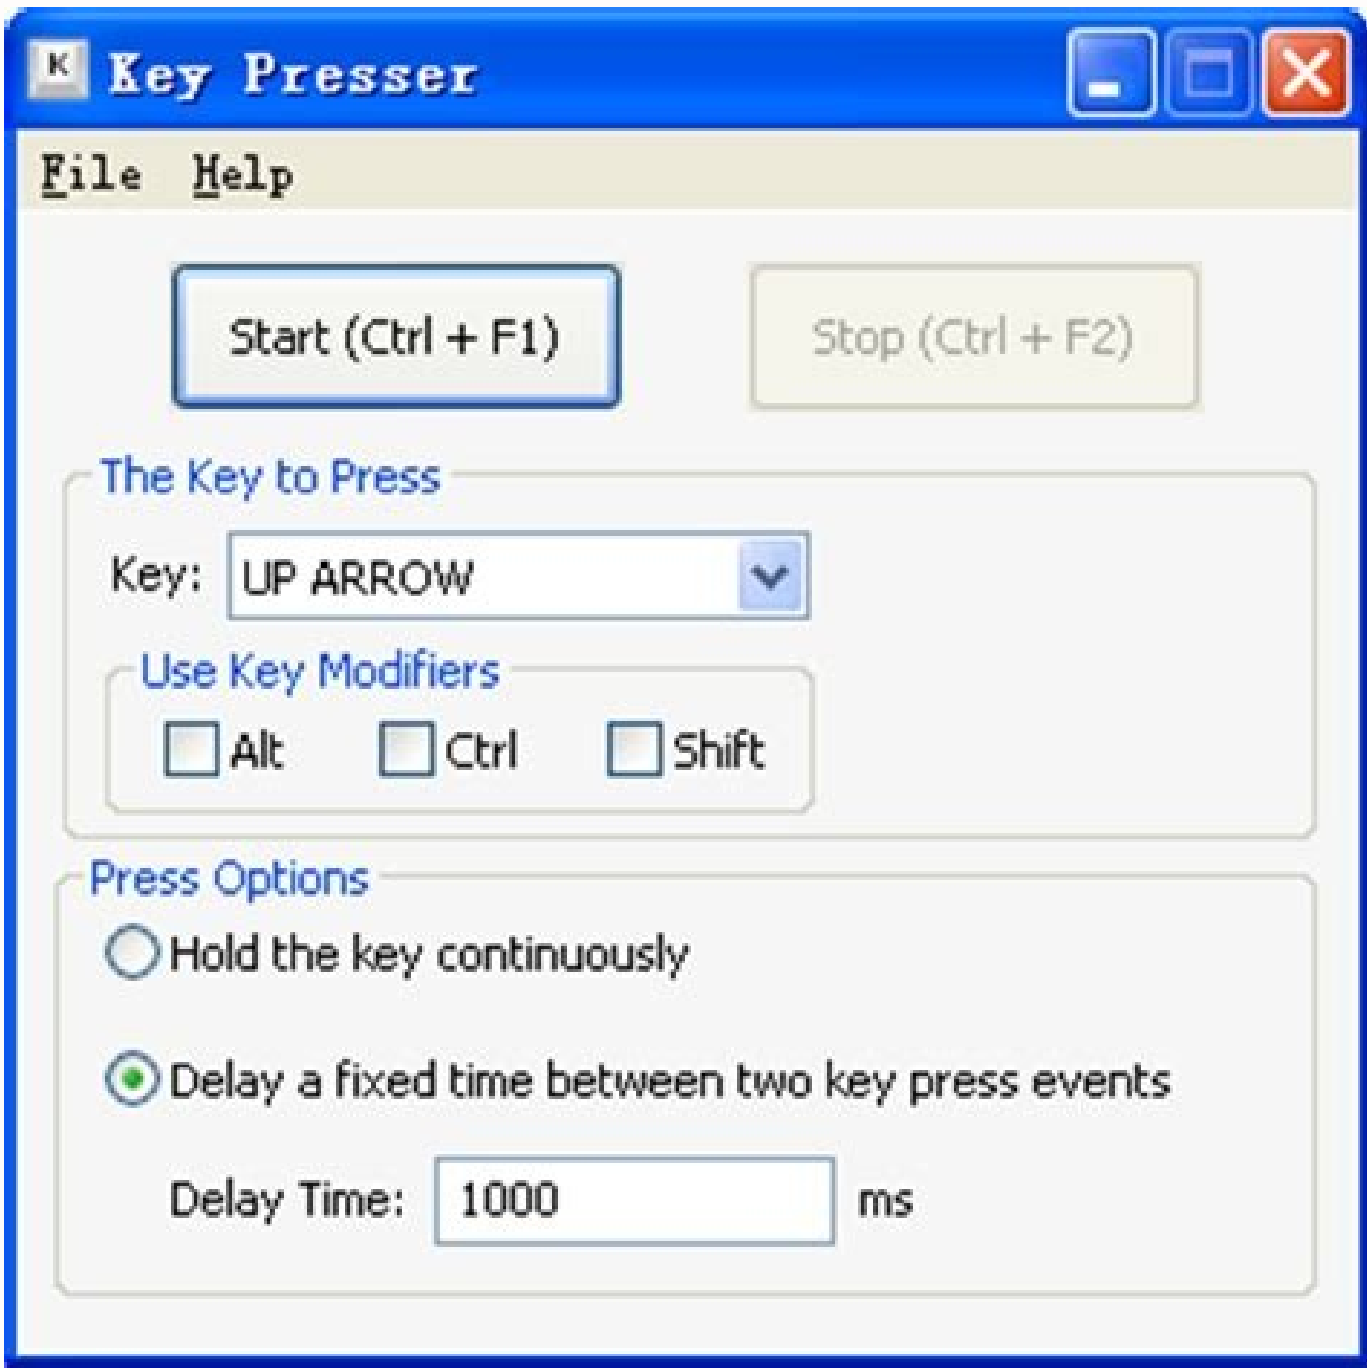 K Key Presser
File Help
Start (Ctrl + F1) Stop (Ctrl + F2)
The Key to Press
Key: UP ARROW
Use Key Modifiers
Alt Ctrl Shift
Press Options
Hold the key continuously
Delay a fixed time between two key press events
Delay Time: 1000 ms